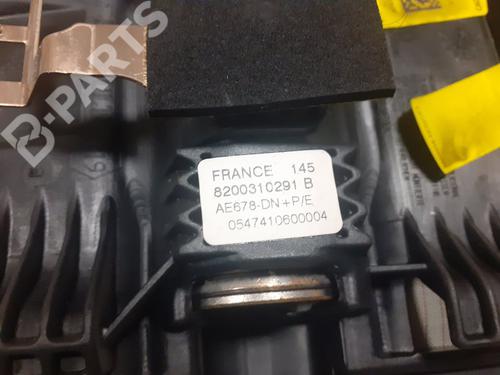 B-PARTS
FRANCE 145
8200310291 B
AE678-DN+P/E
0547410600004